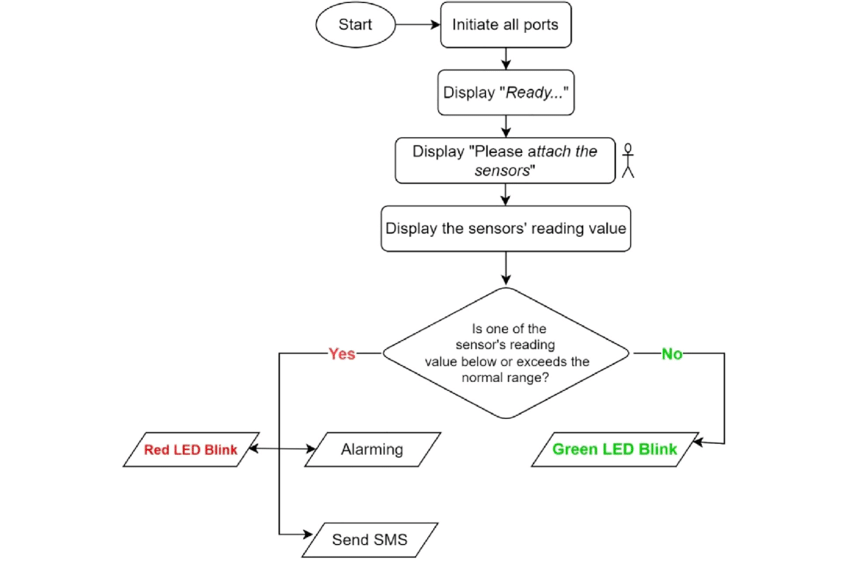 Start
Initiate all ports
Display "Ready..."
Display "Please attach the
sensors"
Display the sensors' reading value
Is one of the
sensor's reading
value below or exceeds the
normal range?
Yes
No
Red LED Blink
Alarming
Green LED Blink
Send SMS